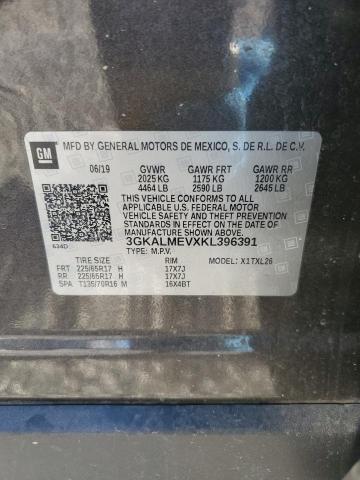 GM
MFD BY GENERAL MOTORS DE MEXICO, S. DE R.L. DE C.V.
06/19 GVWR GAWR FRT GAWR RR
2025 KG 1175 KG 1200 KG
4464 LB 2590 LB 2645 LB
THIS VEHICLE CONFORMS TO ALL
APPLICABLE U.S. FEDERAL MOTOR
VEHICLE SAFETY AND THEFT PREVENTION
STANDARDS IN EFFECT ON THE DATE OF
MANUFACTURE SHOWN ABOVE.
3GKALMEVXKL396391
634D TYPE: M.P.V.
TIRE SIZE RIM MODEL: X1TXL26
FRT 225/65R17 H 17X7J
RR 225/65R17 H 17X7J
SPA T135/70R16 M 16X4BT